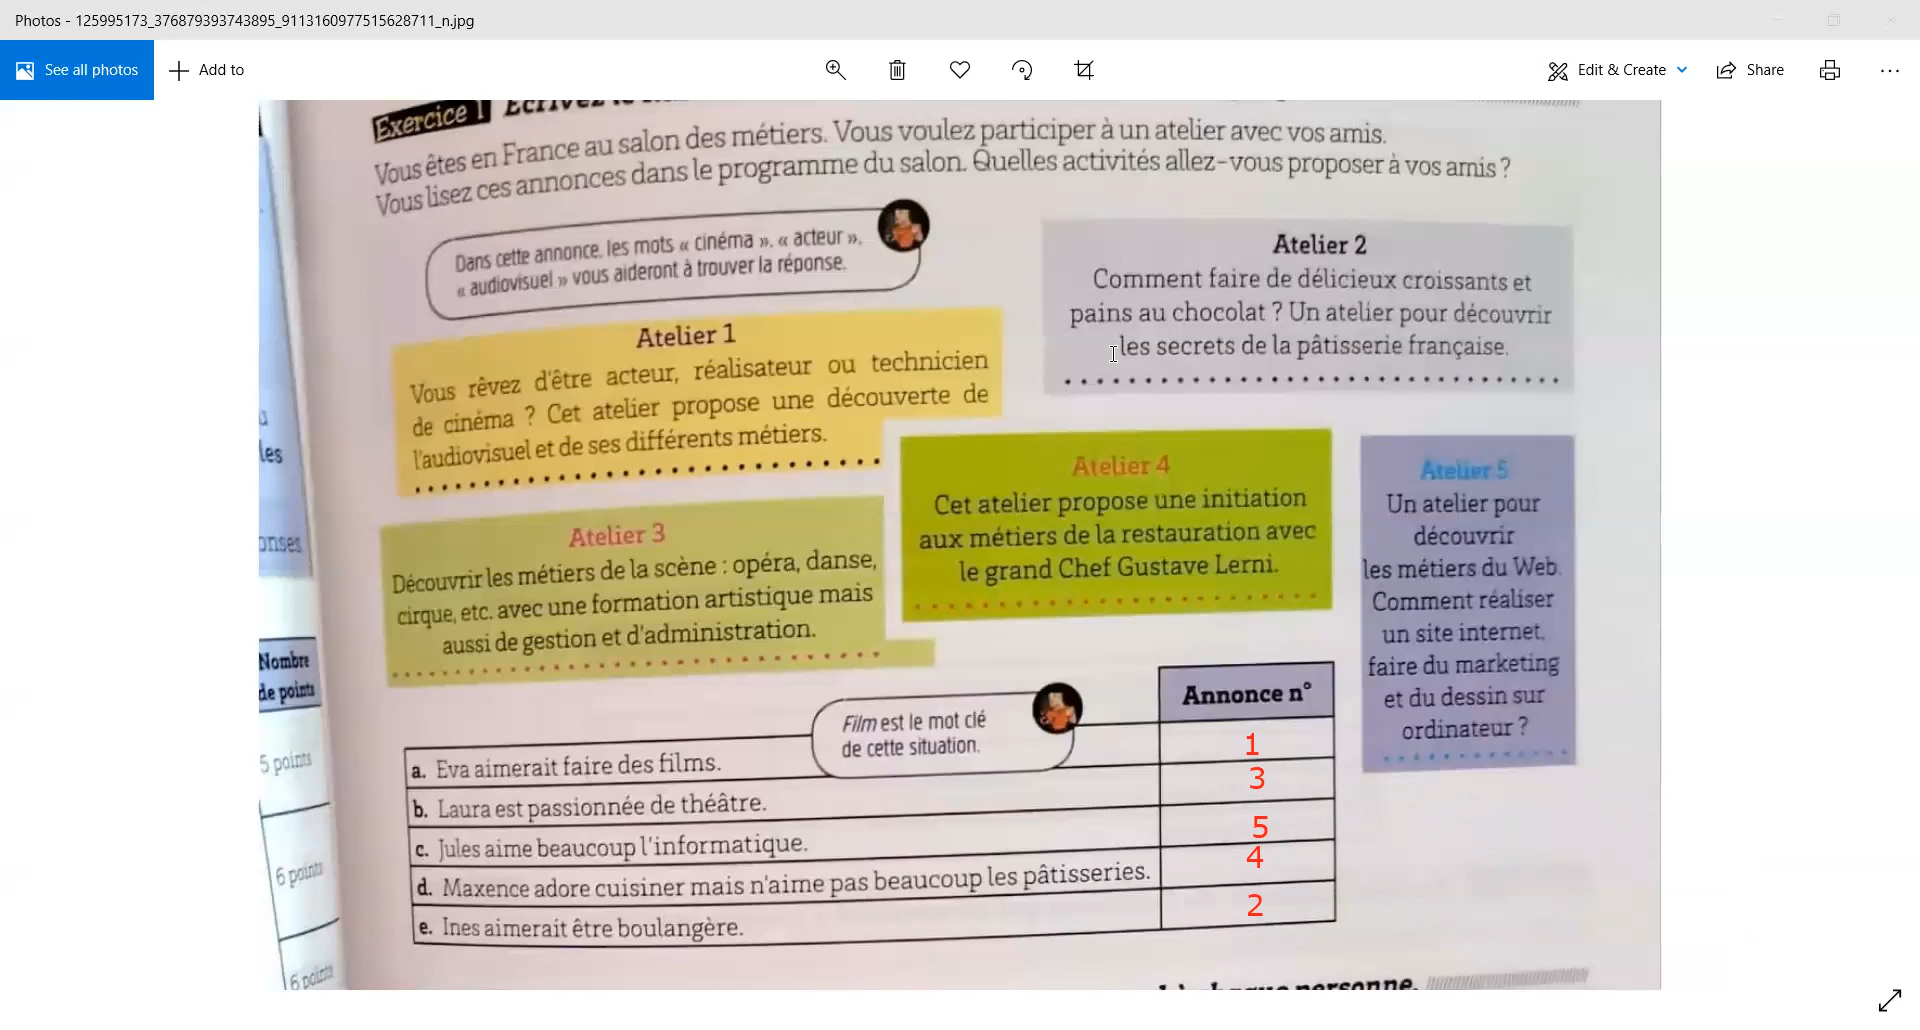 Photos - 125995173_376879393743895_9113160977515628711_n.jpg
See all photos
Add to
Edit & Create
Share
Exercice 1
Vous êtes en France au salon des métiers. Vous voulez participer à un atelier avec vos amis.
Vous lisez ces annonces dans le programme du salon. Quelles activités allez-vous proposer à vos amis ?
Dans cette annonce, les mots « cinéma », « acteur »,
« audiovisuel » vous aideront à trouver la réponse.
Atelier 1
Vous rêvez d'être acteur, réalisateur ou technicien
de cinéma ? Cet atelier propose une découverte de
l'audiovisuel et de ses différents métiers.
Atelier 2
Comment faire de délicieux croissants et
pains au chocolat ? Un atelier pour découvrir
les secrets de la pâtisserie française.
Atelier 3
Découvrir les métiers de la scène : opéra, danse,
cirque, etc. avec une formation artistique mais
aussi de gestion et d'administration.
Atelier 4
Cet atelier propose une initiation
aux métiers de la restauration avec
le grand Chef Gustave Lerni.
Atelier 5
Un atelier pour
découvrir
les métiers du Web.
Comment réaliser
un site internet,
faire du marketing
et du dessin sur
ordinateur ?
Nombre
de points
5 points
6 points
6 points
Film est le mot clé
de cette situation.
Annonce n°
a. Eva aimerait faire des films. 1
b. Laura est passionnée de théâtre. 3
c. Jules aime beaucoup l'informatique. 5
d. Maxence adore cuisiner mais n'aime pas beaucoup les pâtisseries. 4
e. Ines aimerait être boulangère. 2
personne.